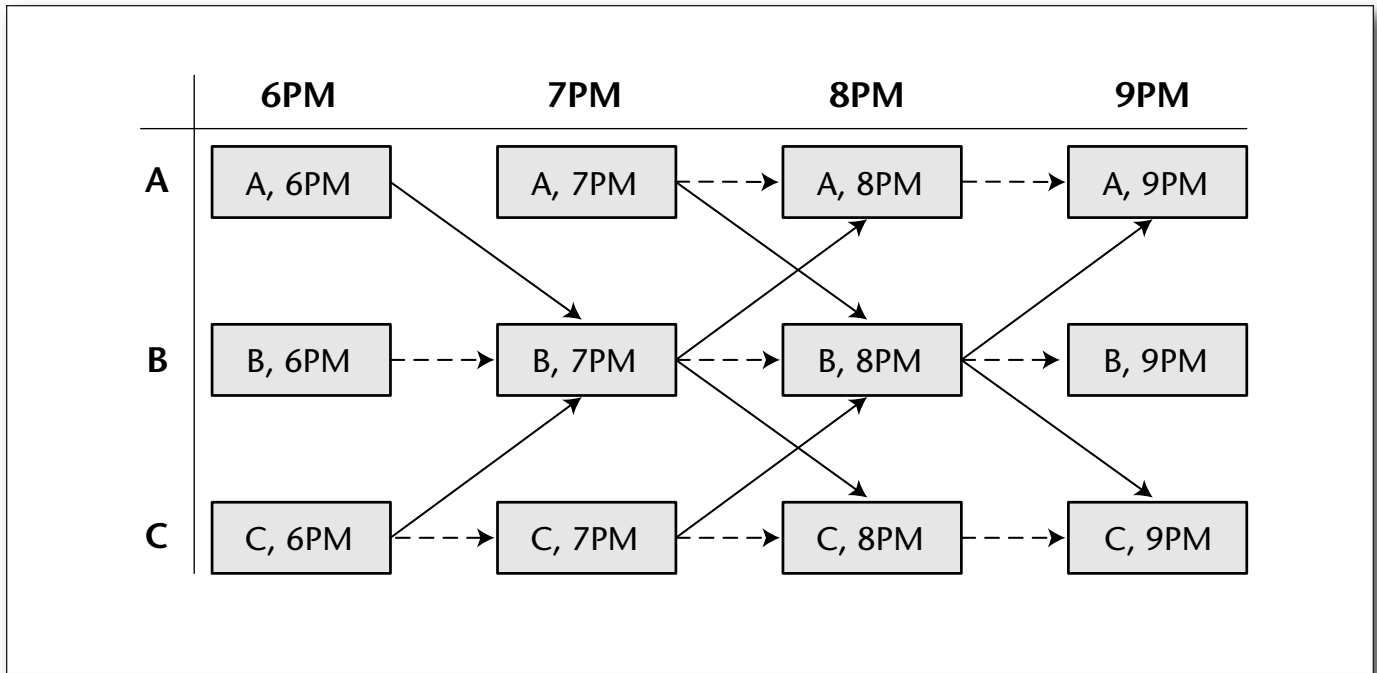 6PM 7PM 8PM 9PM
A A, 6PM A, 7PM A, 8PM A, 9PM
B B, 6PM B, 7PM B, 8PM B, 9PM
C C, 6PM C, 7PM C, 8PM C, 9PM